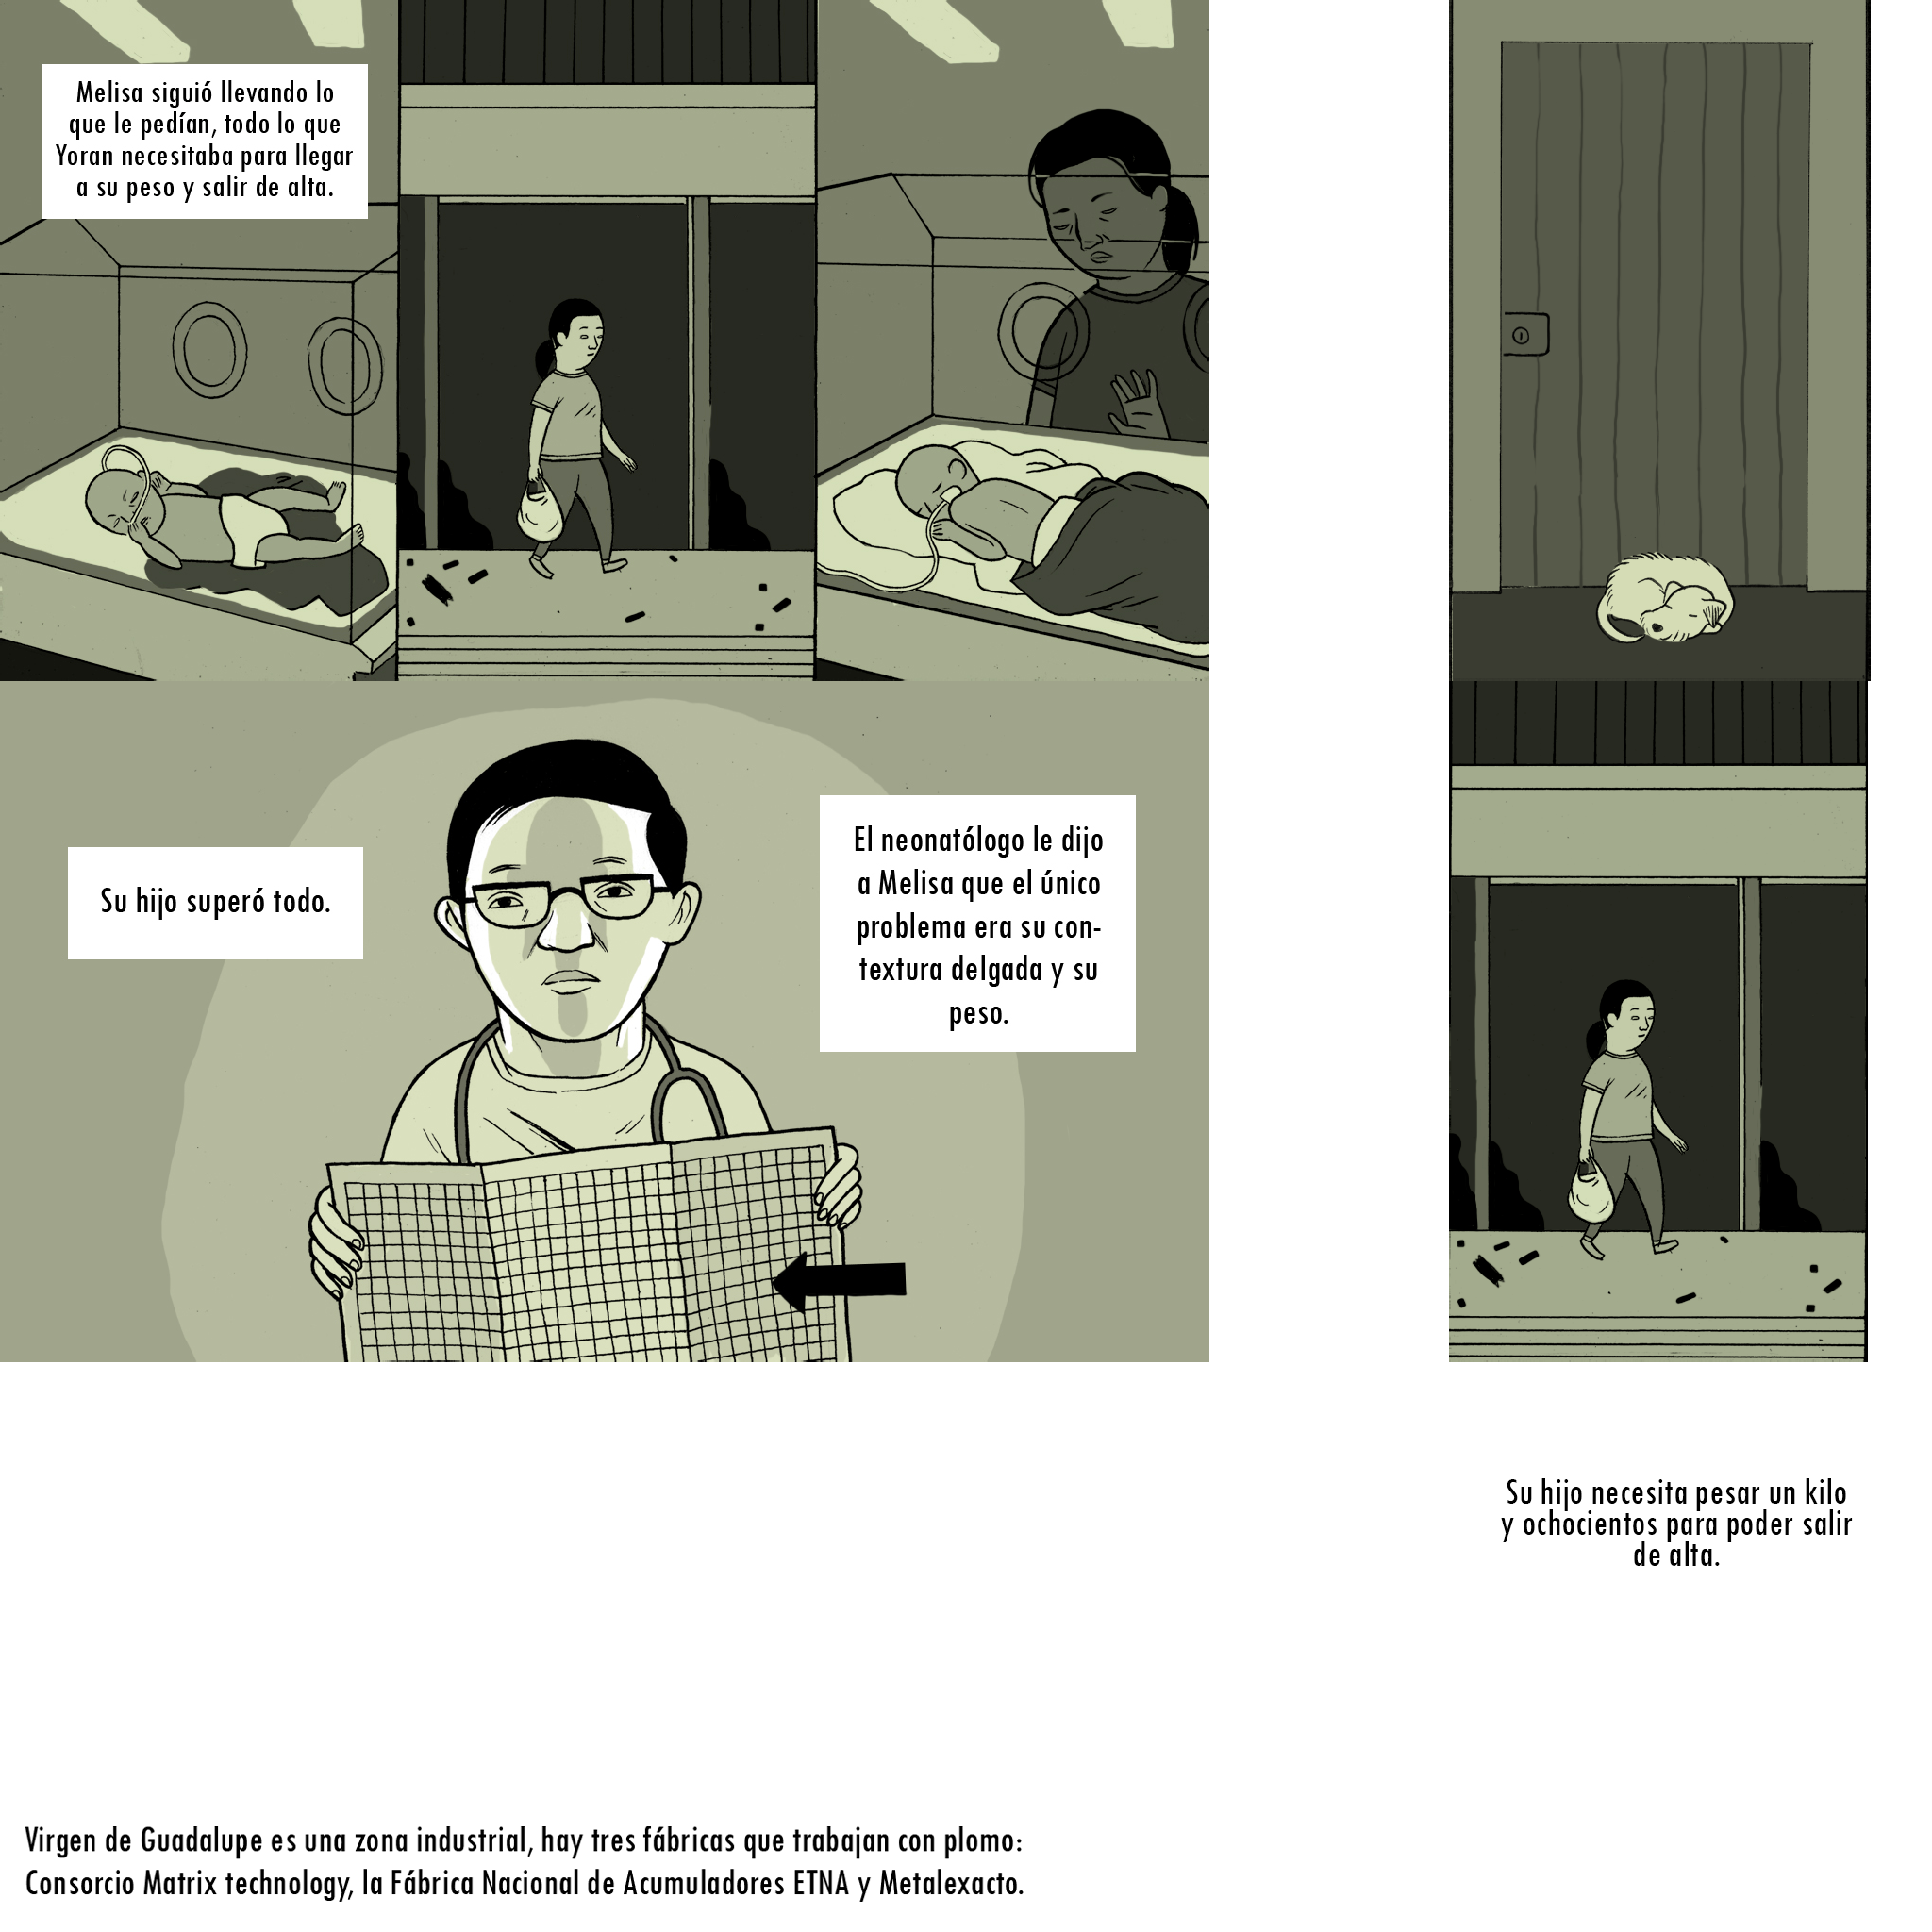 Melisa siguió llevando lo
que le pedían, todo lo que
Yoran necesitaba para llegar
a su peso y salir de alta.
Su hijo superó todo.
El neonatólogo le dijo
a Melisa que el único
problema era su con-
textura delgada y su
peso.
Su hijo necesita pesar un kilo
y ochocientos para poder salir
de alta.
Virgen de Guadalupe es una zona industrial, hay tres fábricas que trabajan con plomo:
Consorcio Matrix technology, la Fábrica Nacional de Acumuladores ETNA y Metalexacto.